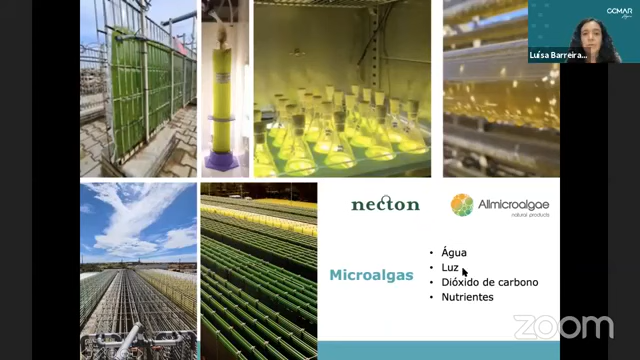 CCMAR
Luísa Barreira...
necton
Allmicroalgae
natural products
Microalgas
• Água
• Luz
• Dióxido de carbono
• Nutrientes
zoom